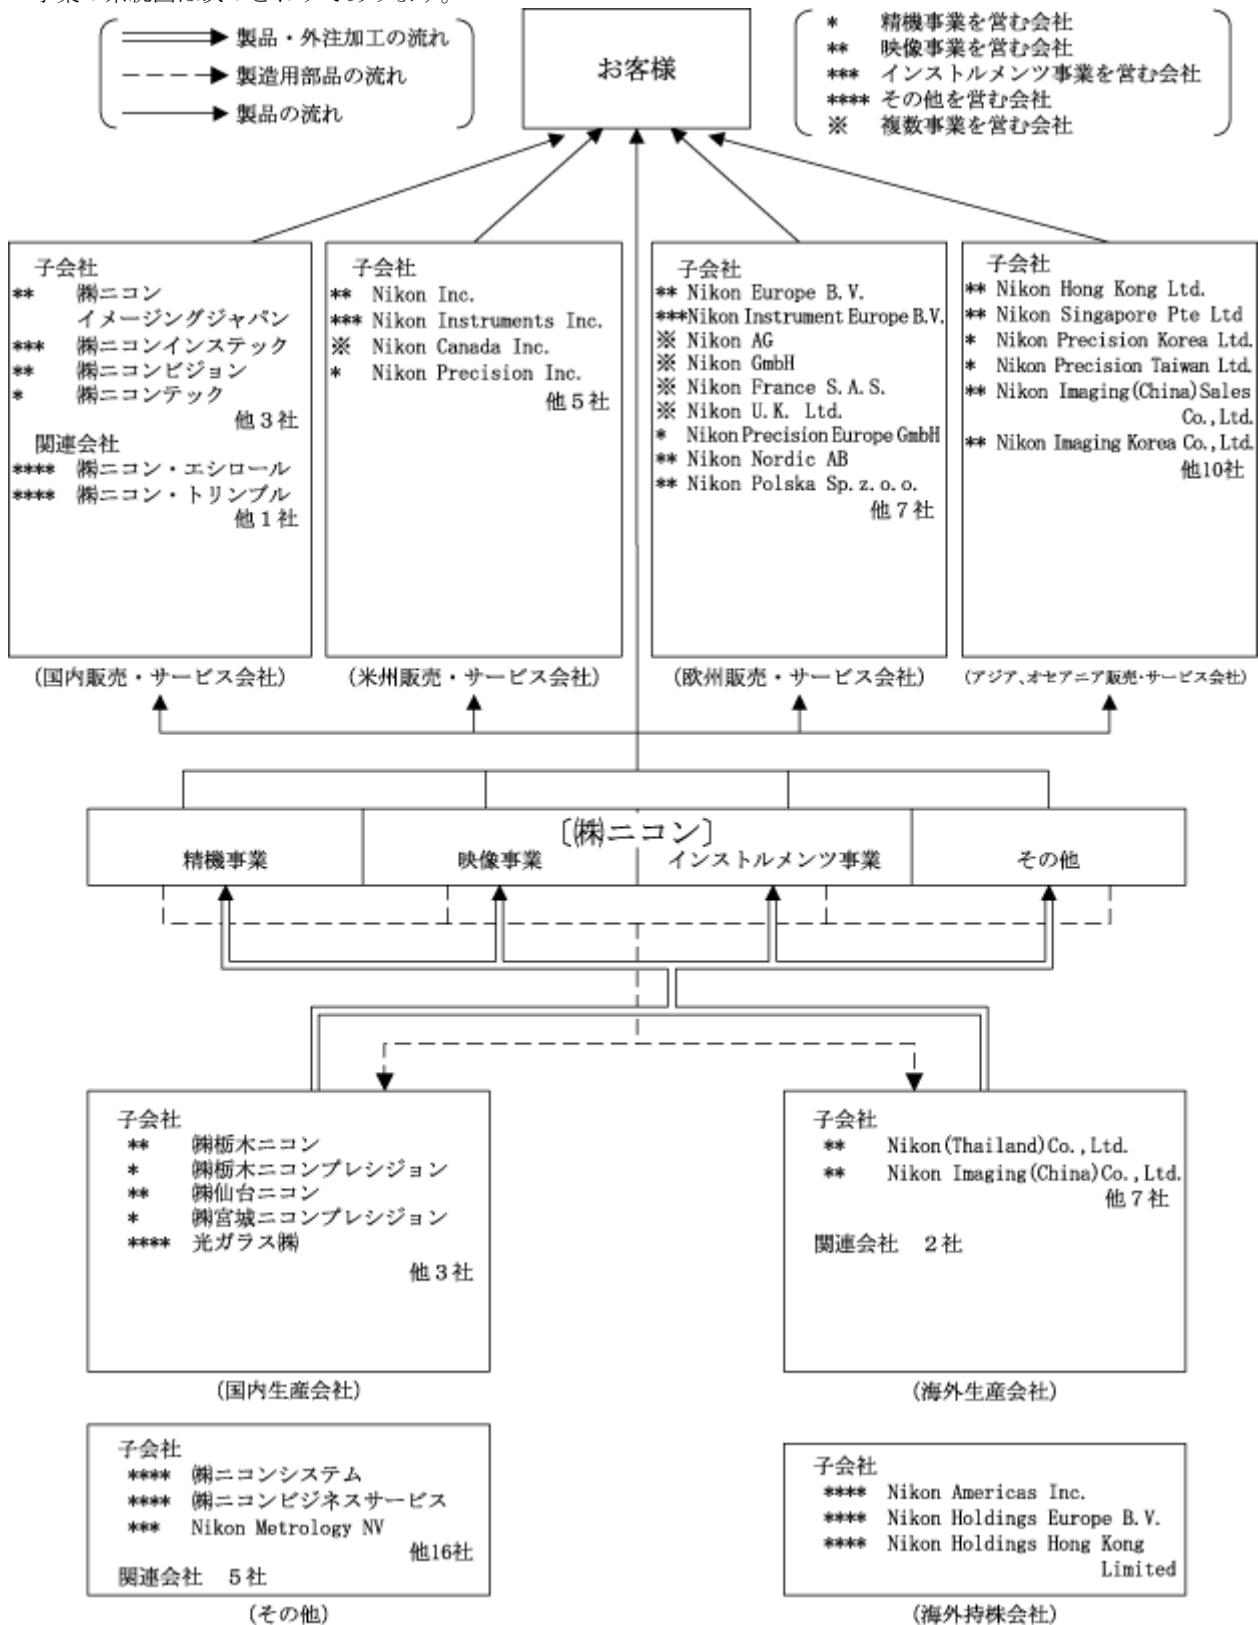 事業の系統図は次のとおりであります。
製品・外注加工の流れ
製造用部品の流れ
製品の流れ
お客様
* 精機事業を営む会社
** 映像事業を営む会社
*** インストルメンツ事業を営む会社
**** その他を営む会社
※ 複数事業を営む会社
子会社
** ㈱ニコン
イメージングジャパン
*** ㈱ニコンインステック
** ㈱ニコンビジョン
* ㈱ニコンテック
他3社
関連会社
**** ㈱ニコン・エシロール
**** ㈱ニコン・トリンブル
他1社
(国内販売・サービス会社)
子会社
** Nikon Inc.
*** Nikon Instruments Inc.
※ Nikon Canada Inc.
* Nikon Precision Inc.
他5社
(米州販売・サービス会社)
子会社
** Nikon Europe B.V.
*** Nikon Instrument Europe B.V.
※ Nikon AG
※ Nikon GmbH
※ Nikon France S.A.S.
※ Nikon U.K. Ltd.
* Nikon Precision Europe GmbH
** Nikon Nordic AB
** Nikon Polska Sp.z.o.o.
他7社
(欧州販売・サービス会社)
子会社
** Nikon Hong Kong Ltd.
** Nikon Singapore Pte Ltd
* Nikon Precision Korea Ltd.
* Nikon Precision Taiwan Ltd.
** Nikon Imaging(China)Sales
Co.,Ltd.
** Nikon Imaging Korea Co.,Ltd.
他10社
(アジア、オセアニア販売・サービス会社)
〔㈱ニコン〕
精機事業
映像事業
インストルメンツ事業
その他
子会社
** ㈱栃木ニコン
* ㈱栃木ニコンプレシジョン
** ㈱仙台ニコン
* ㈱宮城ニコンプレシジョン
**** 光ガラス㈱
他3社
(国内生産会社)
子会社
** Nikon(Thailand)Co.,Ltd.
** Nikon Imaging(China)Co.,Ltd.
他7社
関連会社 2社
(海外生産会社)
子会社
**** ㈱ニコンシステム
**** ㈱ニコンビジネスサービス
*** Nikon Metrology NV
他16社
関連会社 5社
(その他)
子会社
**** Nikon Americas Inc.
**** Nikon Holdings Europe B.V.
**** Nikon Holdings Hong Kong
Limited
(海外持株会社)